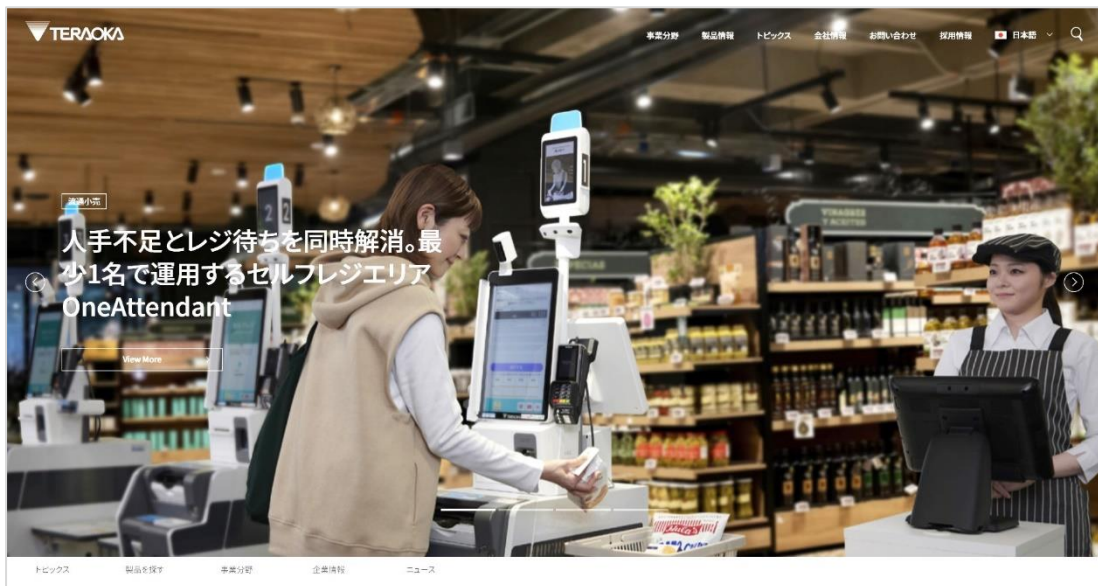 TERAOKA
事業分野 製品情報 トピックス 会社情報 お問い合わせ 採用情報 日本語
流通小売
人手不足とレジ待ちを同時解消。最
少1名で運用するセルフレジエリア
OneAttendant
View More
2 2
VINAGRES
Y ACEITES
トピックス 製品を探す 事業分野 企業情報 ニュース